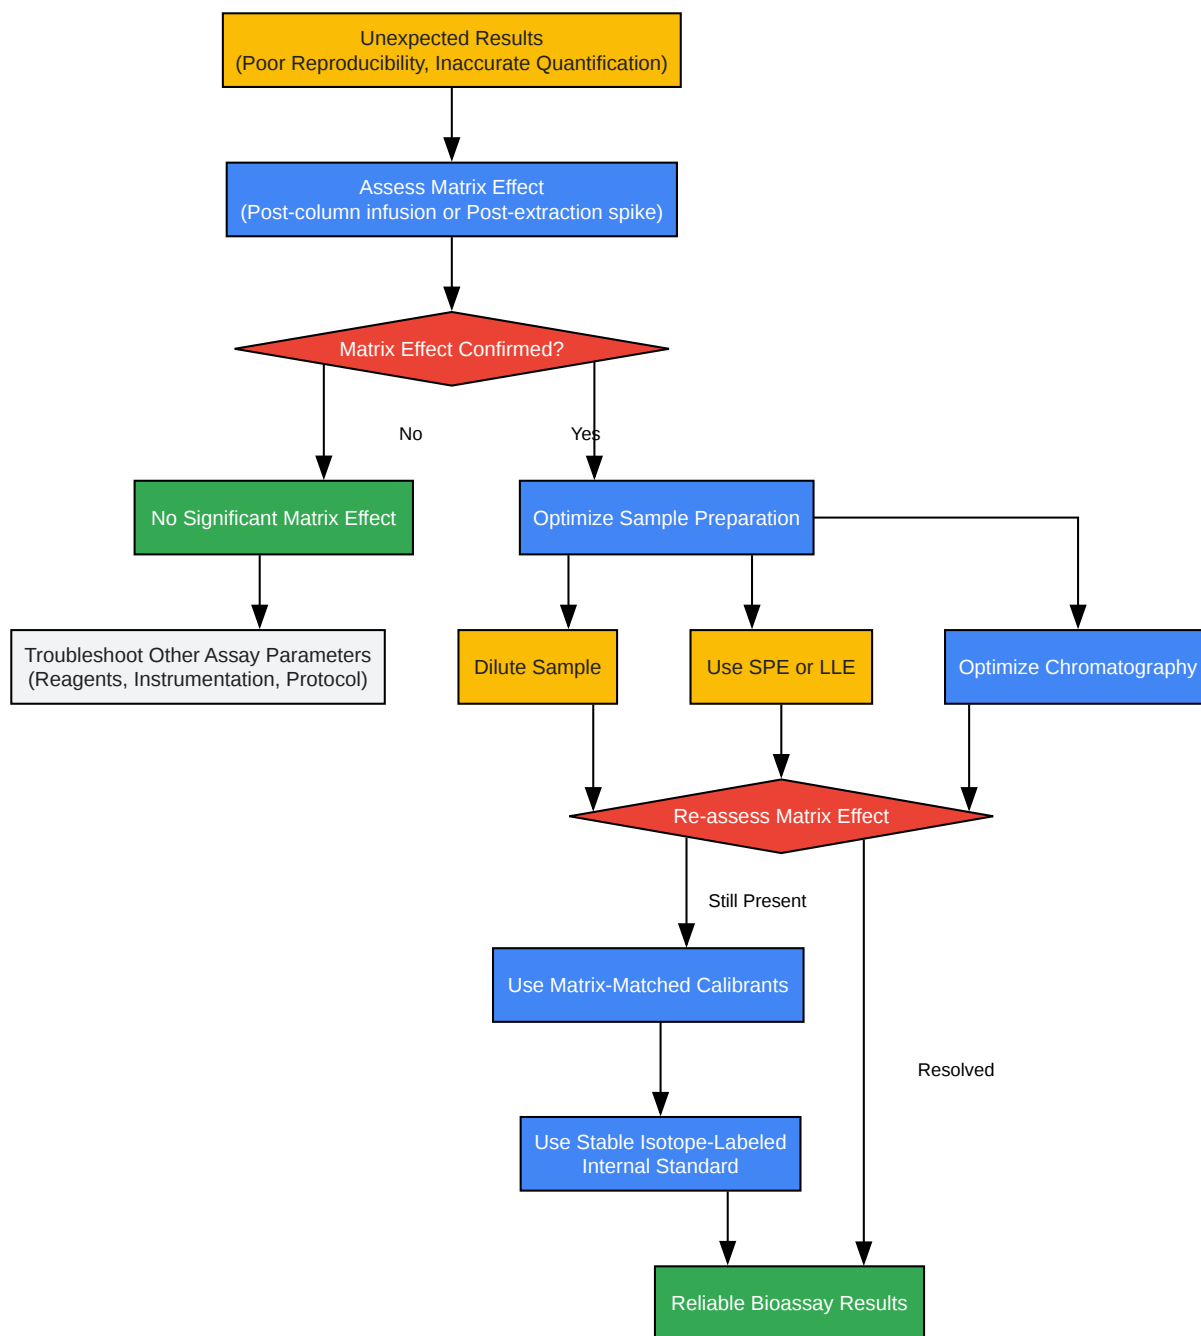 Unexpected Results
(Poor Reproducibility, Inaccurate Quantification)
Assess Matrix Effect
(Post-column infusion or Post-extraction spike)
Matrix Effect Confirmed?
No
Yes
No Significant Matrix Effect
Optimize Sample Preparation
Troubleshoot Other Assay Parameters
(Reagents, Instrumentation, Protocol)
Dilute Sample
Use SPE or LLE
Optimize Chromatography
Re-assess Matrix Effect
Still Present
Use Matrix-Matched Calibrants
Resolved
Use Stable Isotope-Labeled
Internal Standard
Reliable Bioassay Results